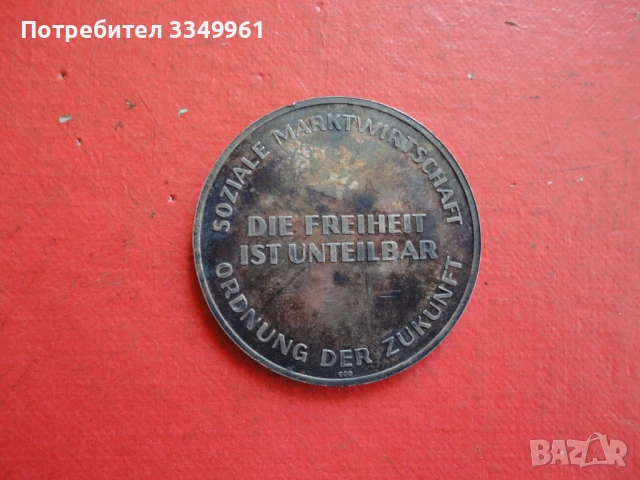 Потребител 3349961
SOZIALE MARKTWIRTSCHAFT
DIE FREIHEIT
IST UNTEILBAR
ORDNUNG DER ZUKUNFT
BAZAR